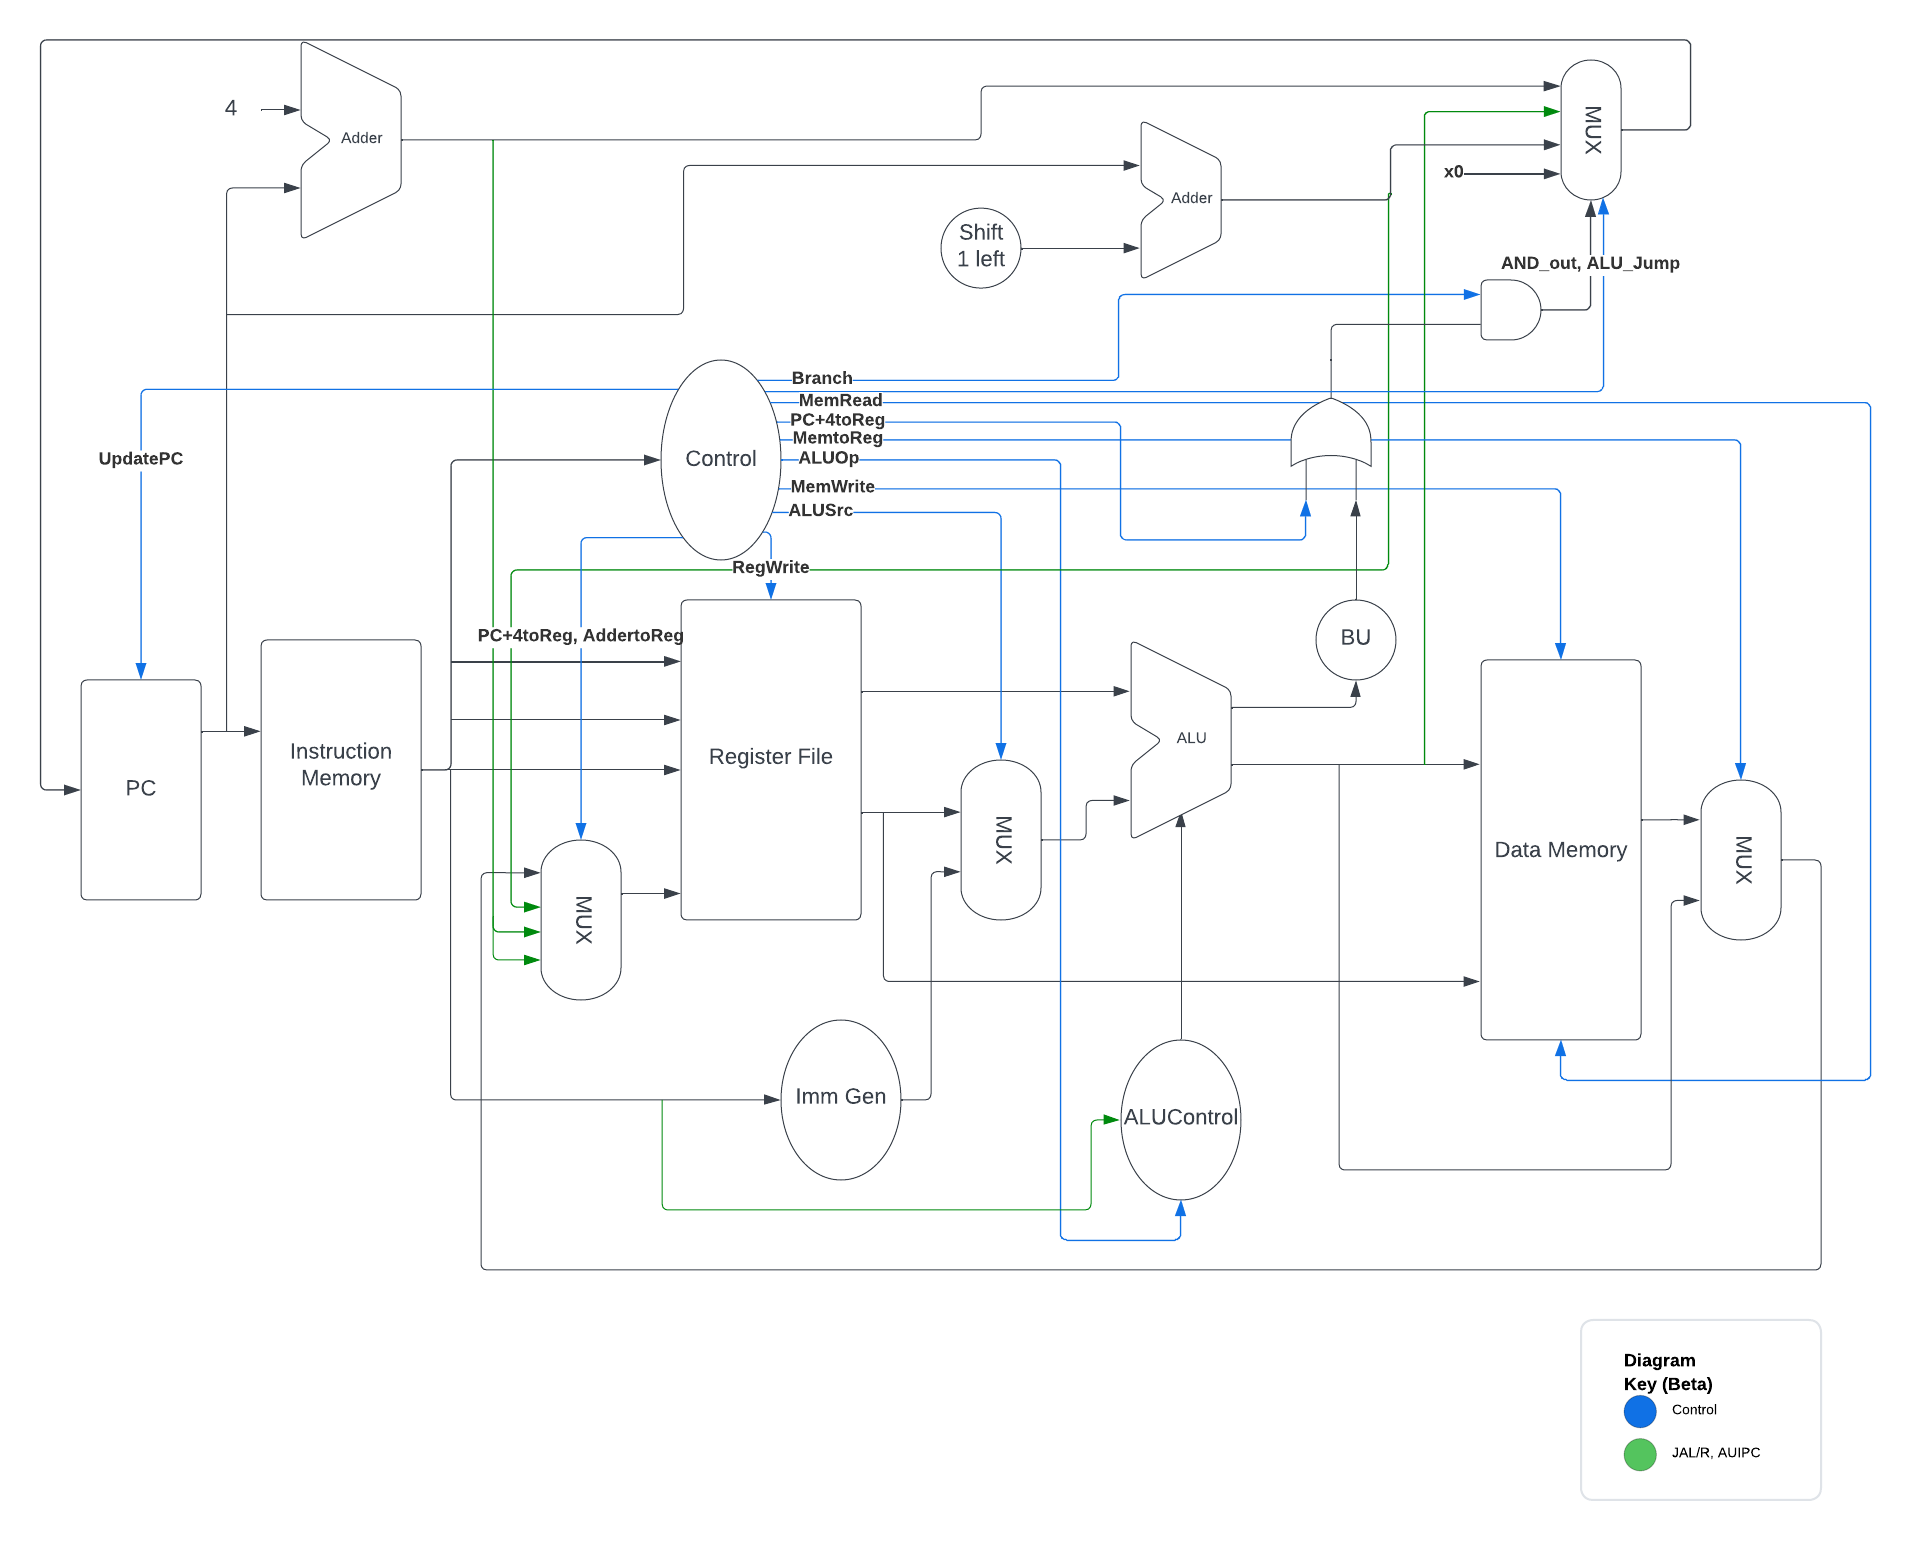 4
Adder
MUX
x0
Adder
Shift
1 left
AND_out, ALU_Jump
Branch
MemRead
PC+4toReg
MemtoReg
ALUOp
MemWrite
ALUSrc
Control
UpdatePC
RegWrite
PC+4toReg, AddertoReg
BU
Instruction
Memory
PC
Register File
ALU
MUX
MUX
Data Memory
MUX
Imm Gen
ALUControl
Diagram
Key (Beta)
Control
JAL/R, AUIPC